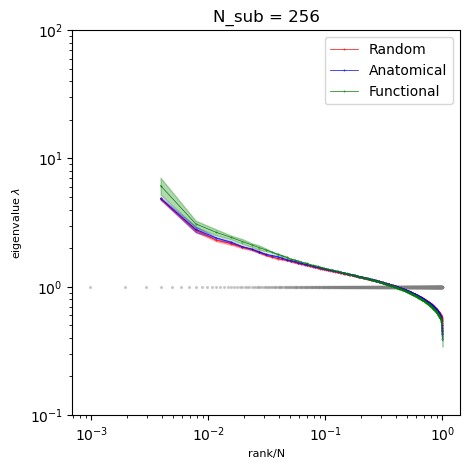 N_sub = 256
Random
Anatomical
Functional
eigenvalue λ
10²
10¹
10⁰
10⁻¹
10⁻³
10⁻²
10⁻¹
10⁰
rank/N